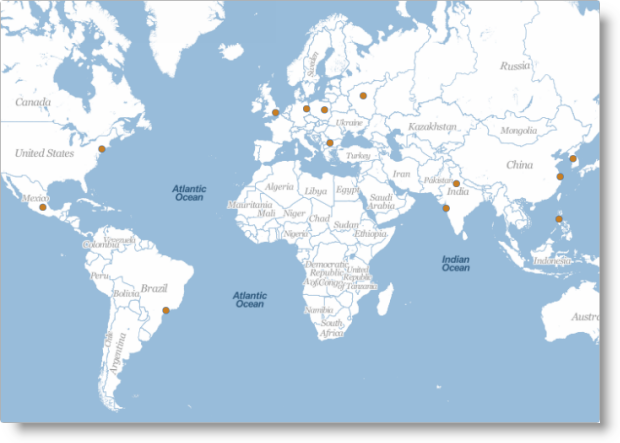 Canada
United States
Mexico
Venezuela
Colombia
Peru
Brazil
Bolivia
Chile
Argentina
Atlantic
Ocean
Atlantic
Ocean
Sweden
Russia
Ukraine
Kazakhstan
Mongolia
Turkey
China
Iran
Pakistan
India
Algeria
Libya
Egypt
Saudi
Arabia
Mauritania
Mali
Niger
Chad
Sudan
Nigeria
Ethiopia
Democratic
Republic
of Congo
United
Republic
of Tanzania
Namibia
South
Africa
Indian
Ocean
Indonesia
Austra